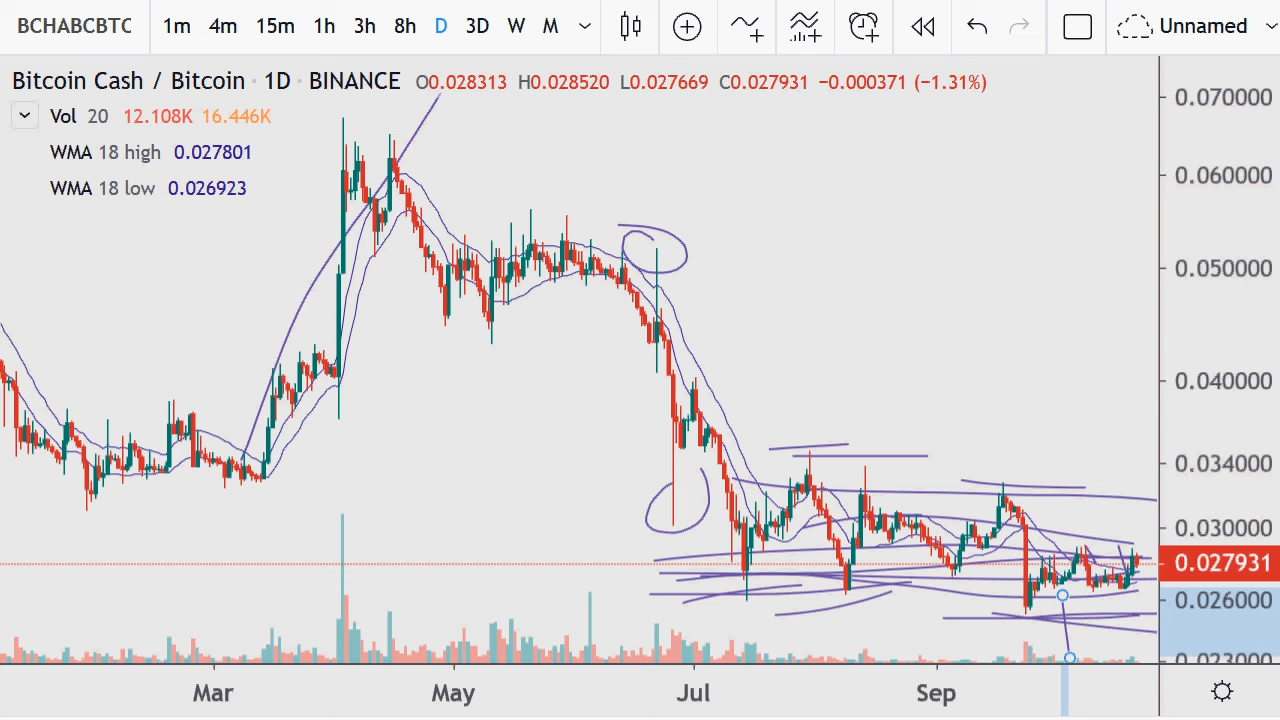 BCHABCBTC 1m 4m 15m 1h 3h 8h D 3D W M Unnamed
Bitcoin Cash / Bitcoin · 1D · BINANCE O0.028313 H0.028520 L0.027669 C0.027931 −0.000371 (−1.31%)
Vol 20 12.108K 16.446K
WMA 18 high 0.027801
WMA 18 low 0.026923
0.070000
0.060000
0.050000
0.040000
0.034000
0.030000
0.027931
0.026000
0.023000
Mar May Jul Sep